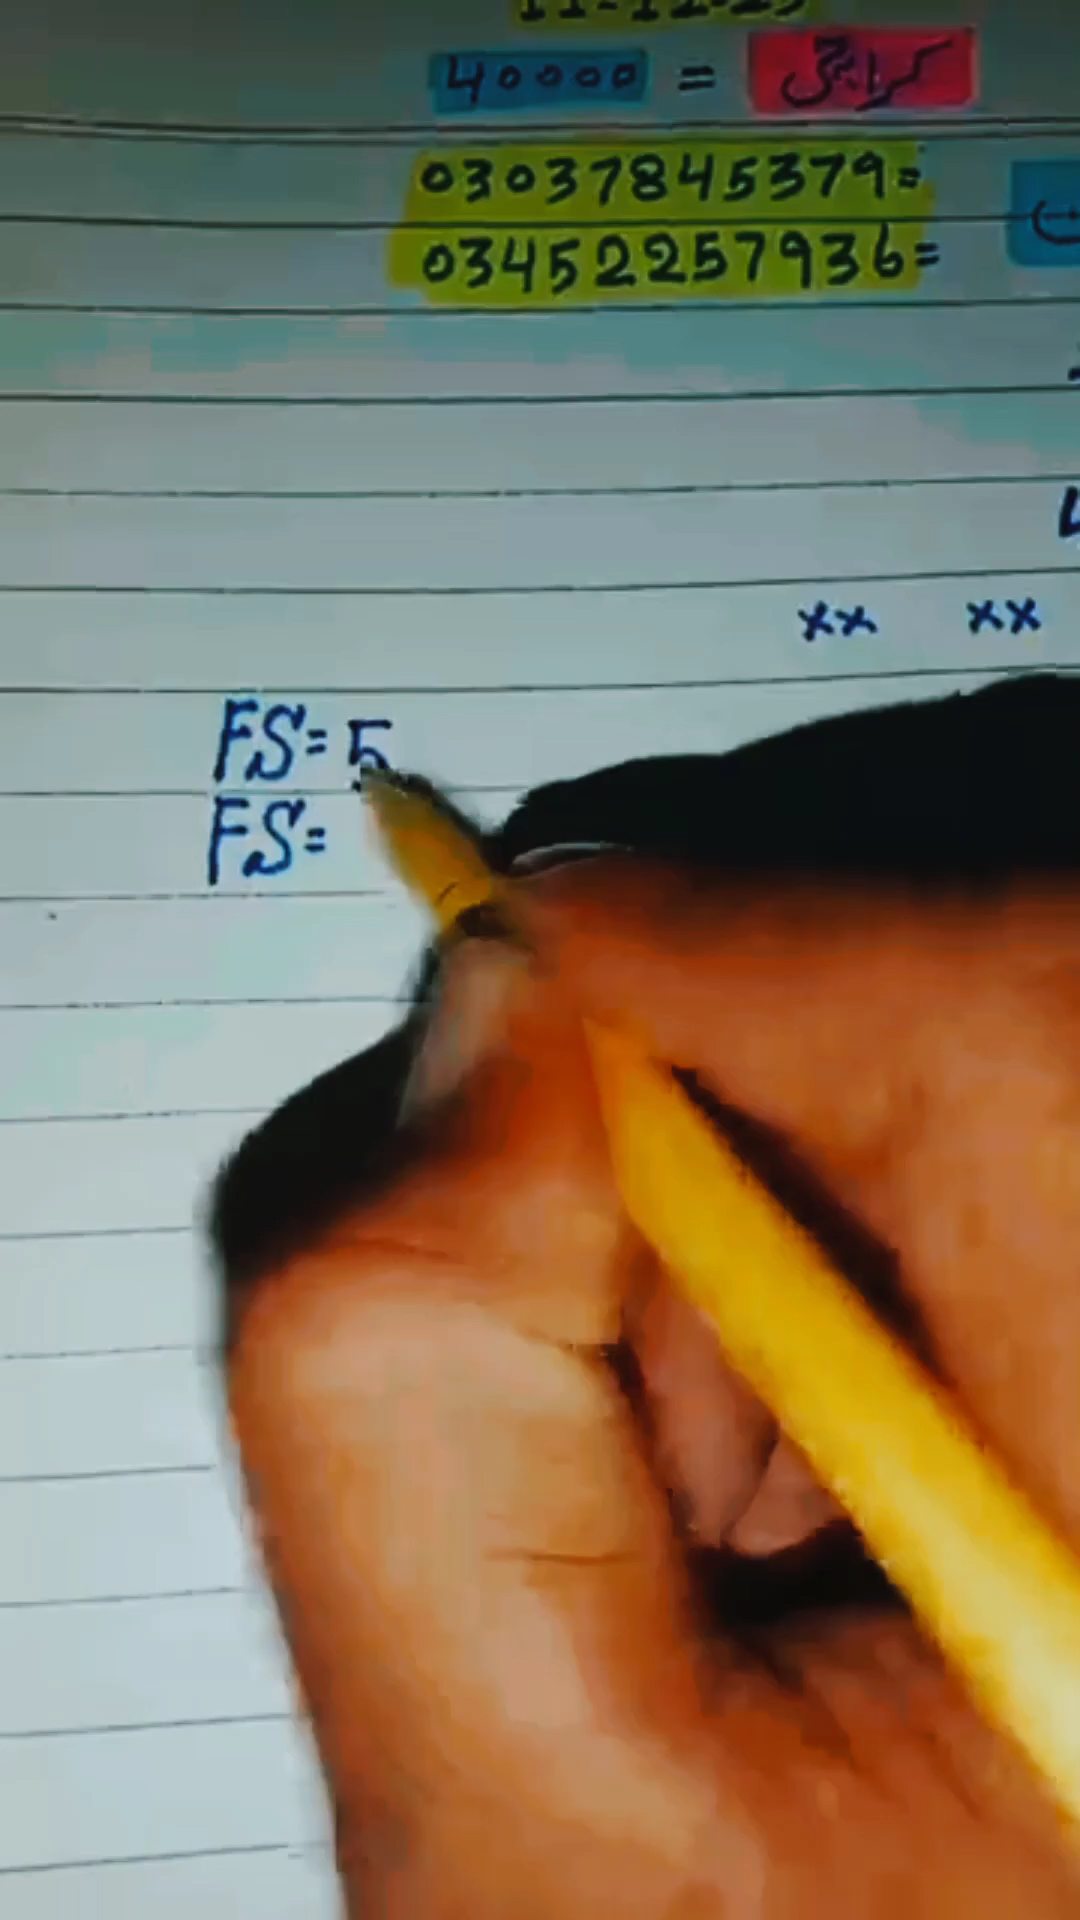 40000 = کراچی
03037845379=
03452257936=
xx xx
FS= 5
FS=